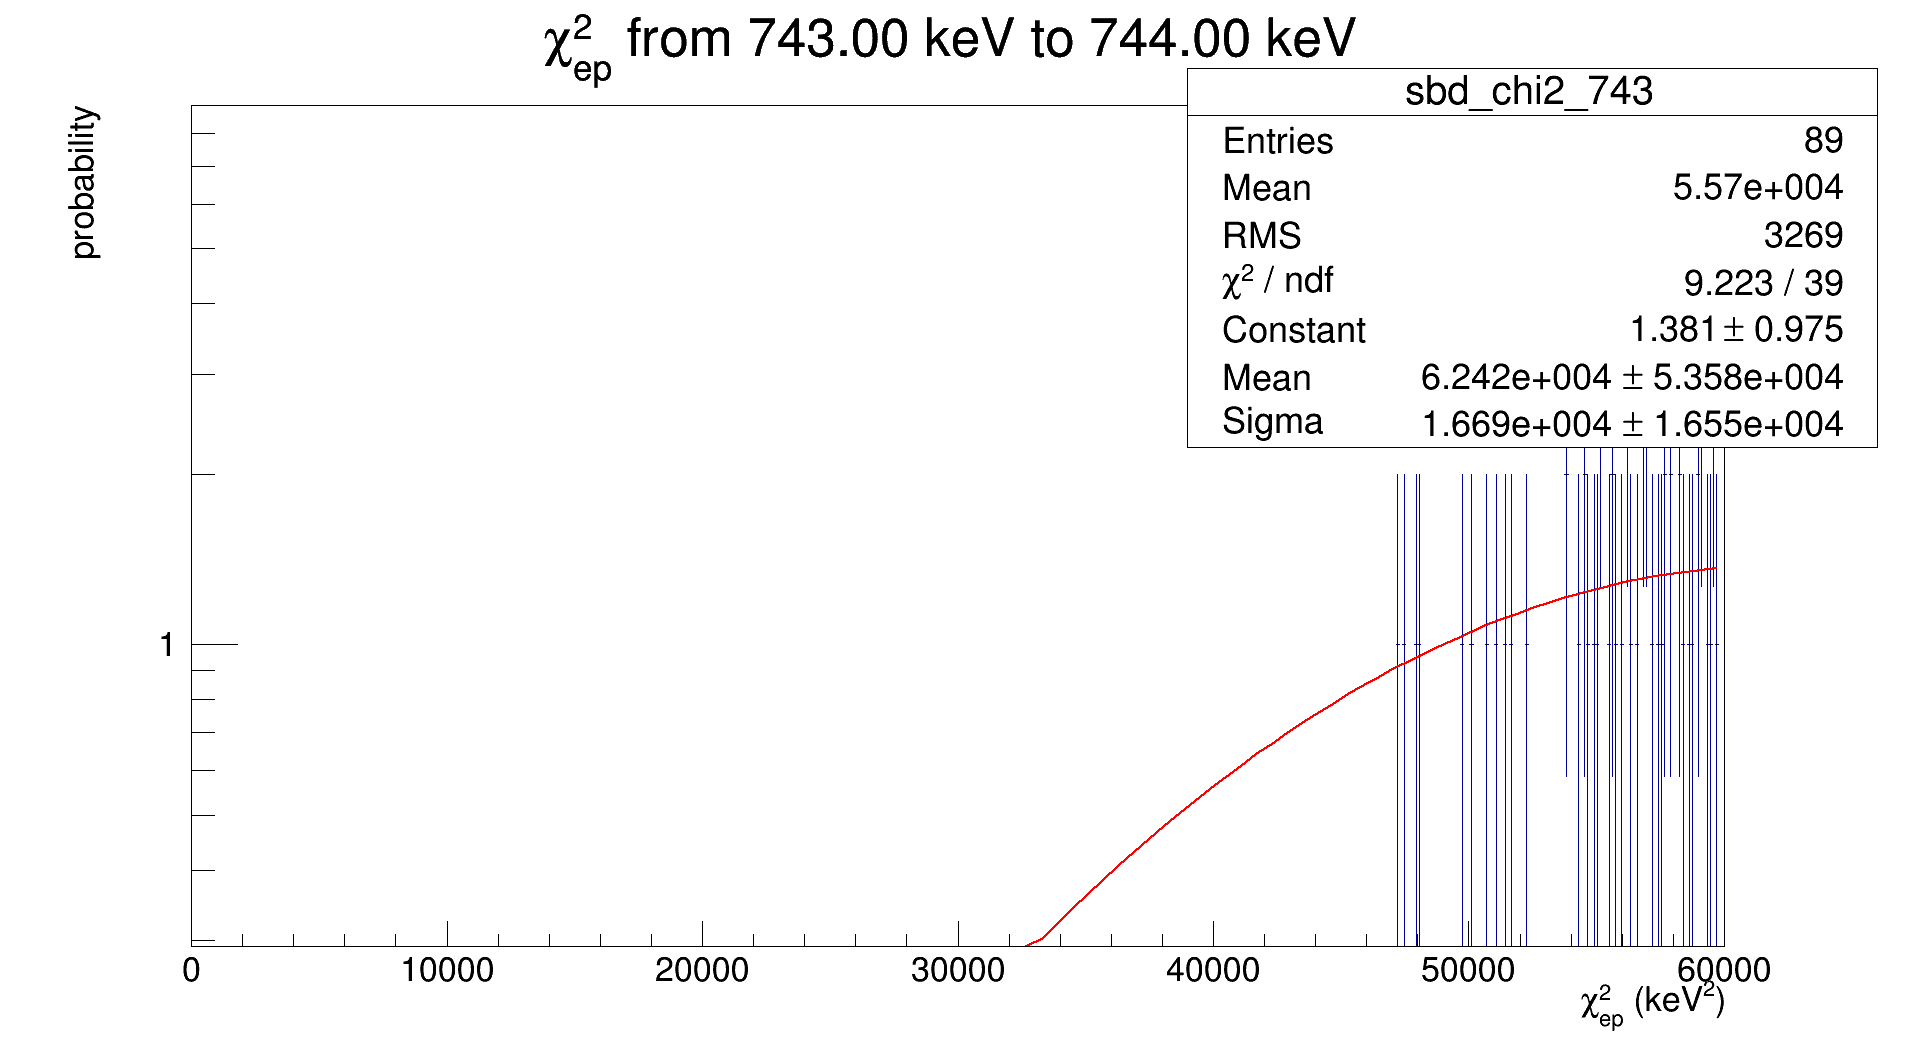 χ²ep from 743.00 keV to 744.00 keV
probability
sbd_chi2_743
Entries 89
Mean 5.57e+004
RMS 3269
χ² / ndf 9.223 / 39
Constant 1.381 ± 0.975
Mean 6.242e+004 ± 5.358e+004
Sigma 1.669e+004 ± 1.655e+004
1
0 10000 20000 30000 40000 50000 60000
χ²ep (keV²)